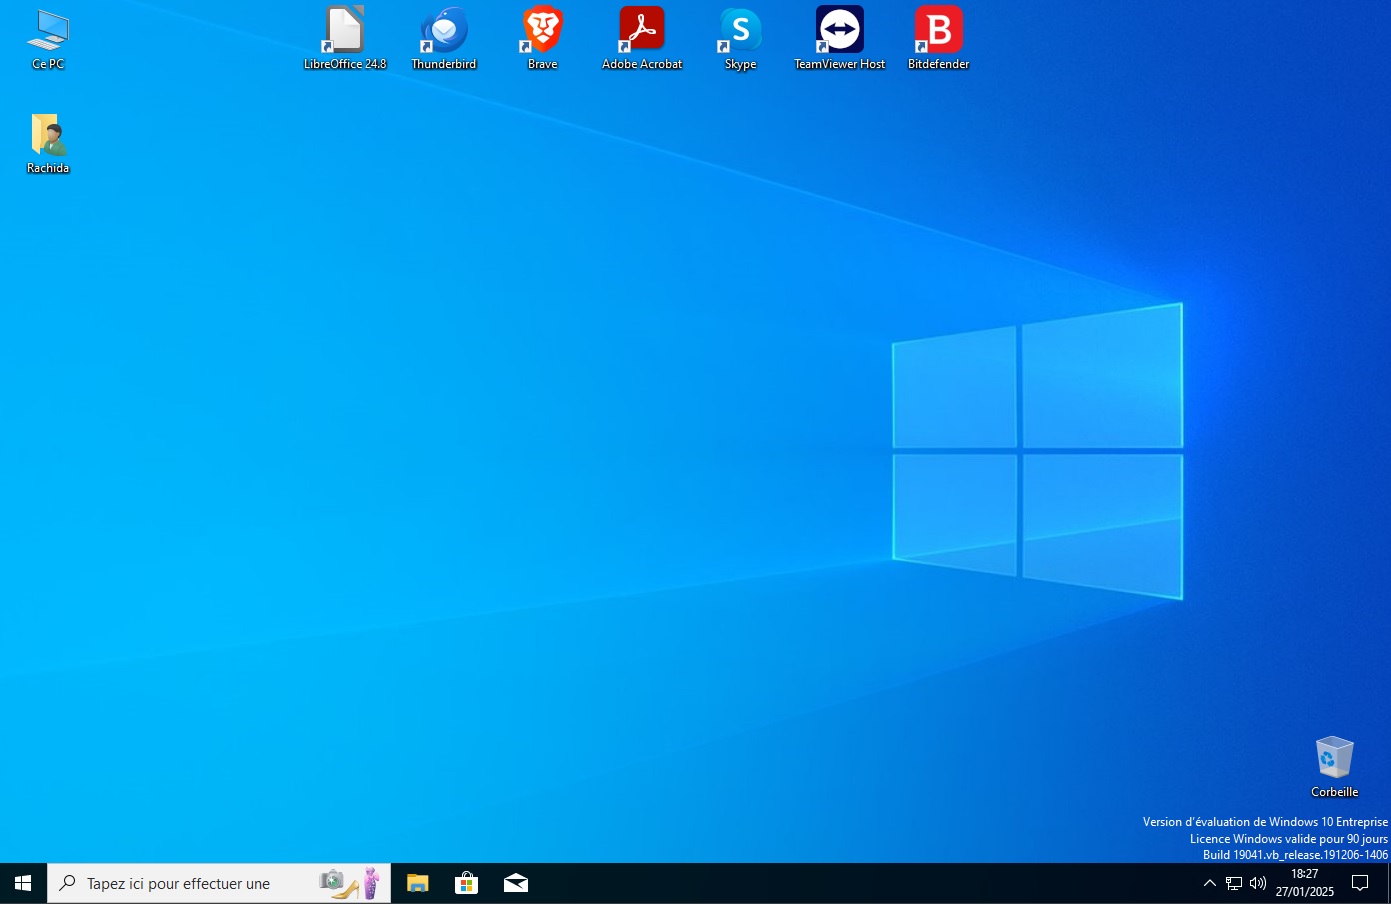 Ce PC
LibreOffice 24.8
Thunderbird
Brave
Adobe Acrobat
S
Skype
TeamViewer Host
B
Bitdefender
Rachida
Corbeille
Version d'évaluation de Windows 10 Entreprise
Licence Windows valide pour 90 jours
Build 19041.vb_release.191206-1406
Tapez ici pour effectuer une
18:27
27/01/2025